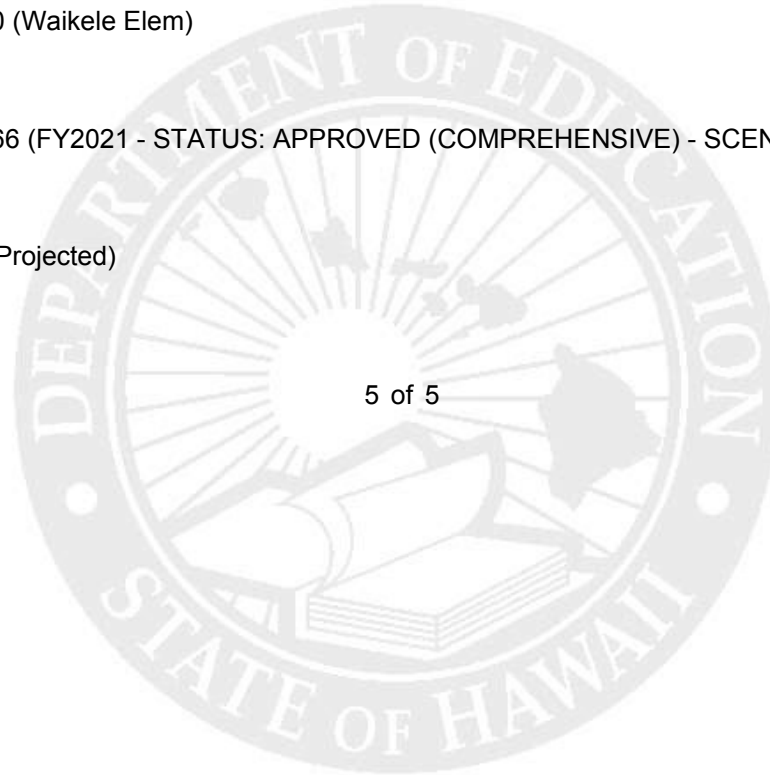 0 (Waikele Elem)
66 (FY2021 - STATUS: APPROVED (COMPREHENSIVE) - SCEN
Projected)
5 of 5
DEPARTMENT OF EDUCATION
STATE OF HAWAII